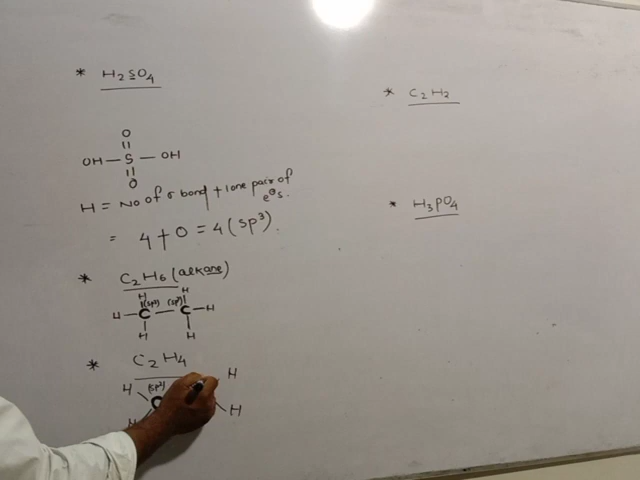 * H₂SO₄
O
||
OH — S — OH
||
O
H = No of σ bond + lone pair of
e⊖s.
= 4 + 0 = 4 (sp³).
* C₂H₆ (alkane)
H H
(sp³) (sp³)
H — C — C — H
H H
* C₂H₄
H
H (sp²)
C
H
H
* C₂H₂
* H₃PO₄